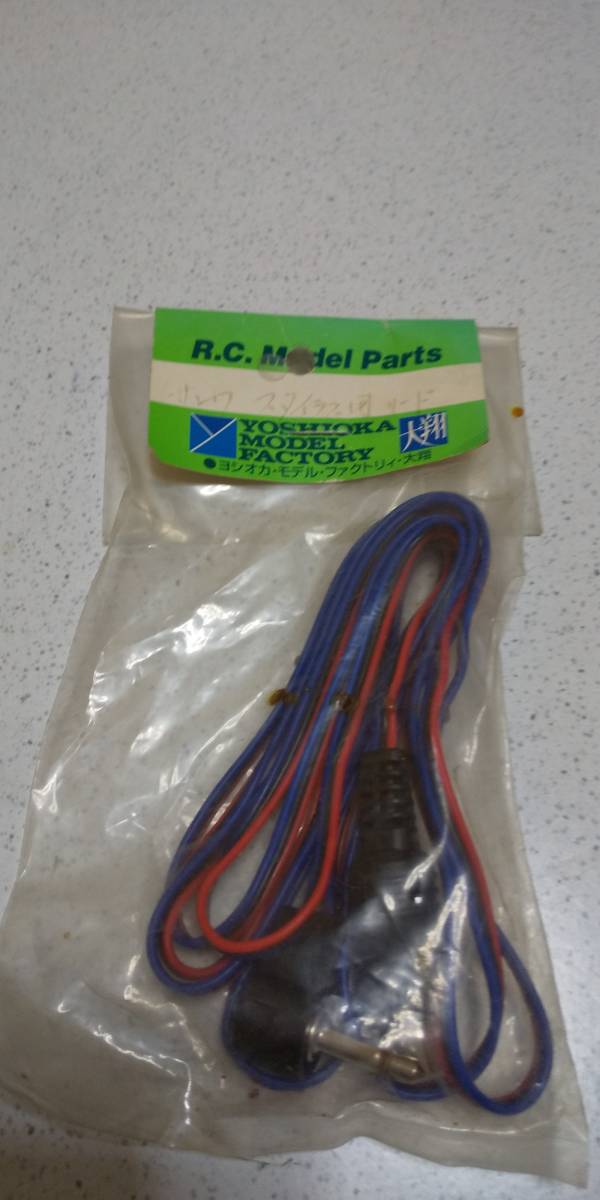 R.C. Model Parts
YOSHIOKA
MODEL
FACTORY
大翔
●ヨシオカ・モデル・ファクトリィ・大翔